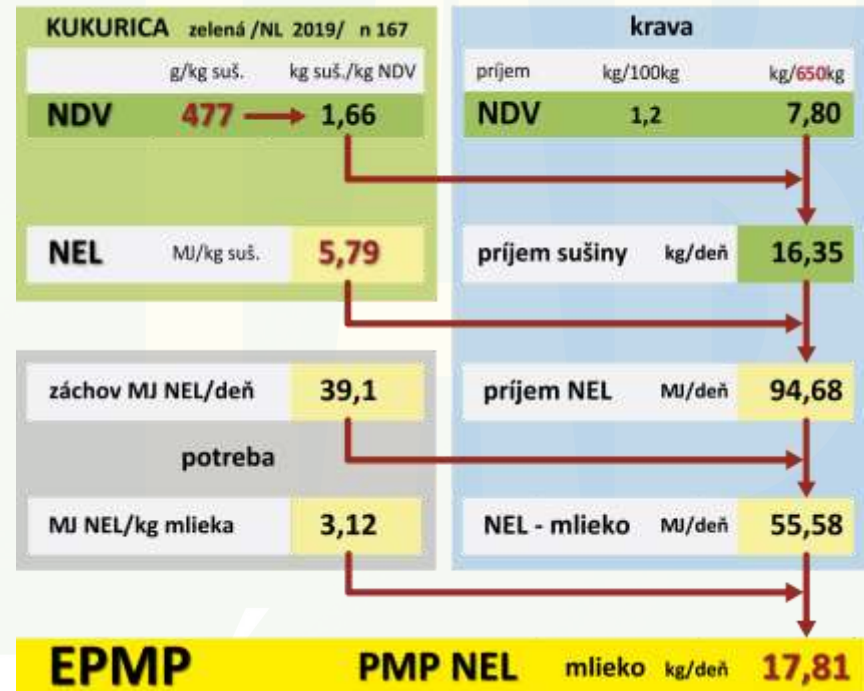 KUKURICA zelená /NL 2019/ n 167
g/kg suš. kg suš./kg NDV
NDV 477 1,66
NEL MJ/kg suš. 5,79
záchov MJ NEL/deň 39,1
potreba
MJ NEL/kg mlieka 3,12
krava
príjem kg/100kg kg/650kg
NDV 1,2 7,80
príjem sušiny kg/deň 16,35
príjem NEL MJ/deň 94,68
NEL - mlieko MJ/deň 55,58
EPMP PMP NEL mlieko kg/deň 17,81